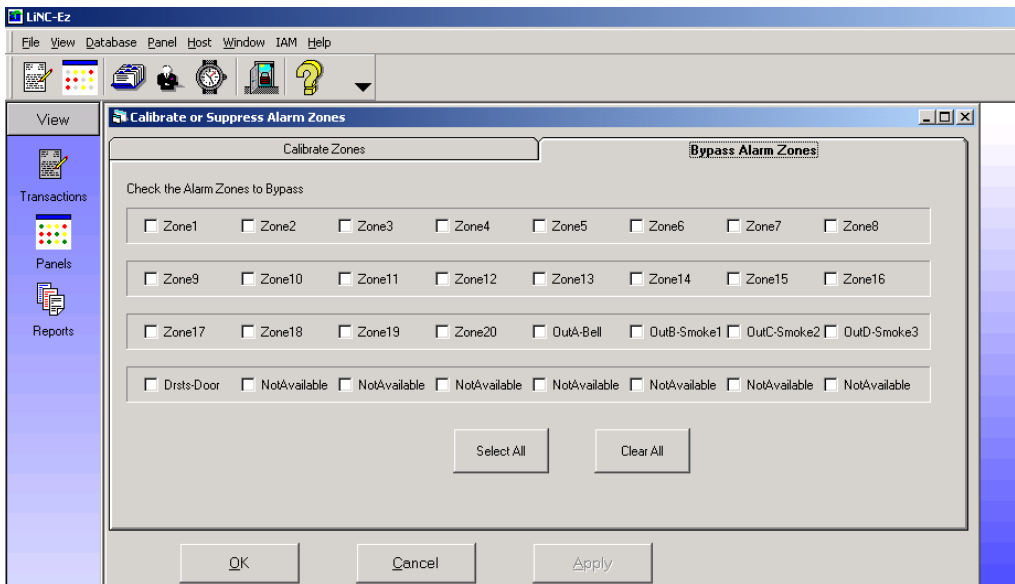 LiNC-Ez
File View Database Panel Host Window IAM Help
View
Calibrate or Suppress Alarm Zones
Transactions
Panels
Reports
Calibrate Zones
Bypass Alarm Zones
Check the Alarm Zones to Bypass
Zone1 Zone2 Zone3 Zone4 Zone5 Zone6 Zone7 Zone8
Zone9 Zone10 Zone11 Zone12 Zone13 Zone14 Zone15 Zone16
Zone17 Zone18 Zone19 Zone20 OutA-Bell OutB-Smoke1 OutC-Smoke2 OutD-Smoke3
Drsts-Door NotAvailable NotAvailable NotAvailable NotAvailable NotAvailable NotAvailable NotAvailable
Select All Clear All
OK Cancel Apply